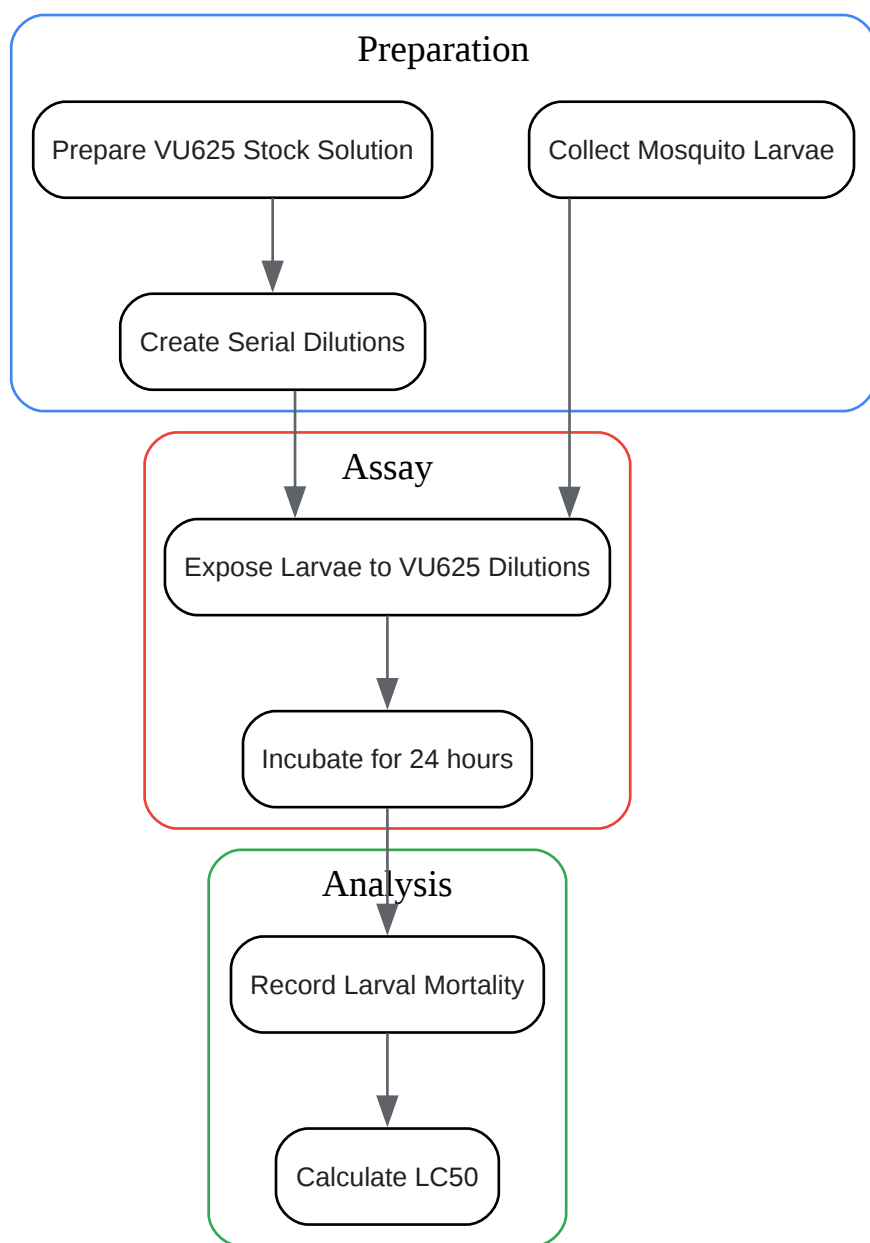 Preparation
Prepare VU625 Stock Solution
Collect Mosquito Larvae
Create Serial Dilutions
Assay
Expose Larvae to VU625 Dilutions
Incubate for 24 hours
Analysis
Record Larval Mortality
Calculate LC50